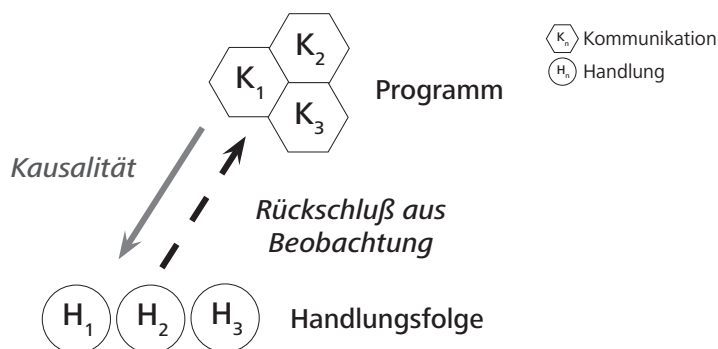 K2
K1
K3
Programm
Kn Kommunikation
Hn Handlung
Kausalität
Rückschluß aus
Beobachtung
H1 H2 H3 Handlungsfolge